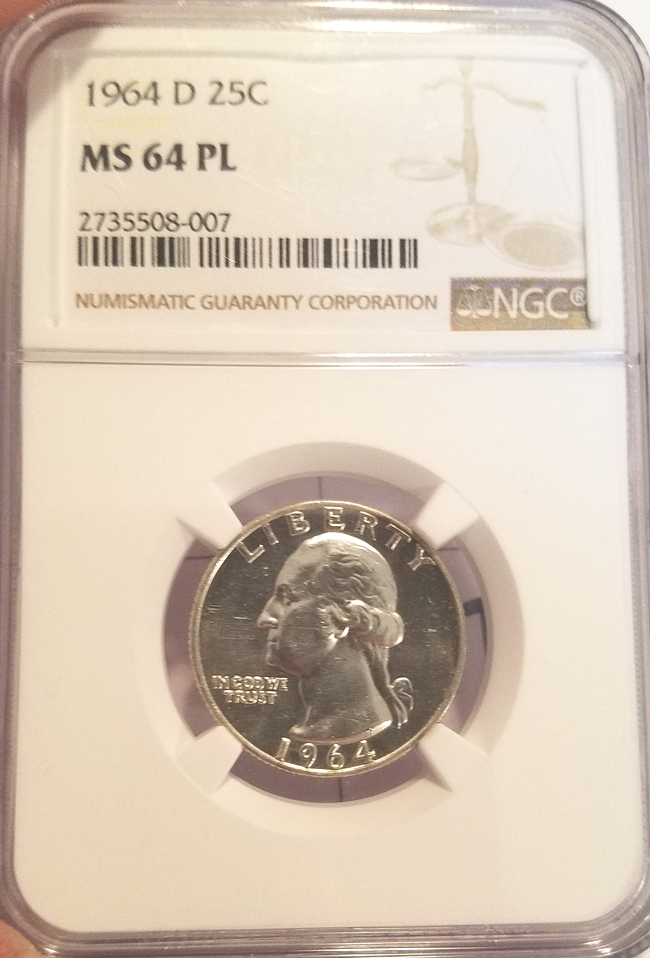 1964 D 25C
MS 64 PL
2735508-007
NUMISMATIC GUARANTY CORPORATION
NGC®
LIBERTY
IN GOD WE
TRUST
1964